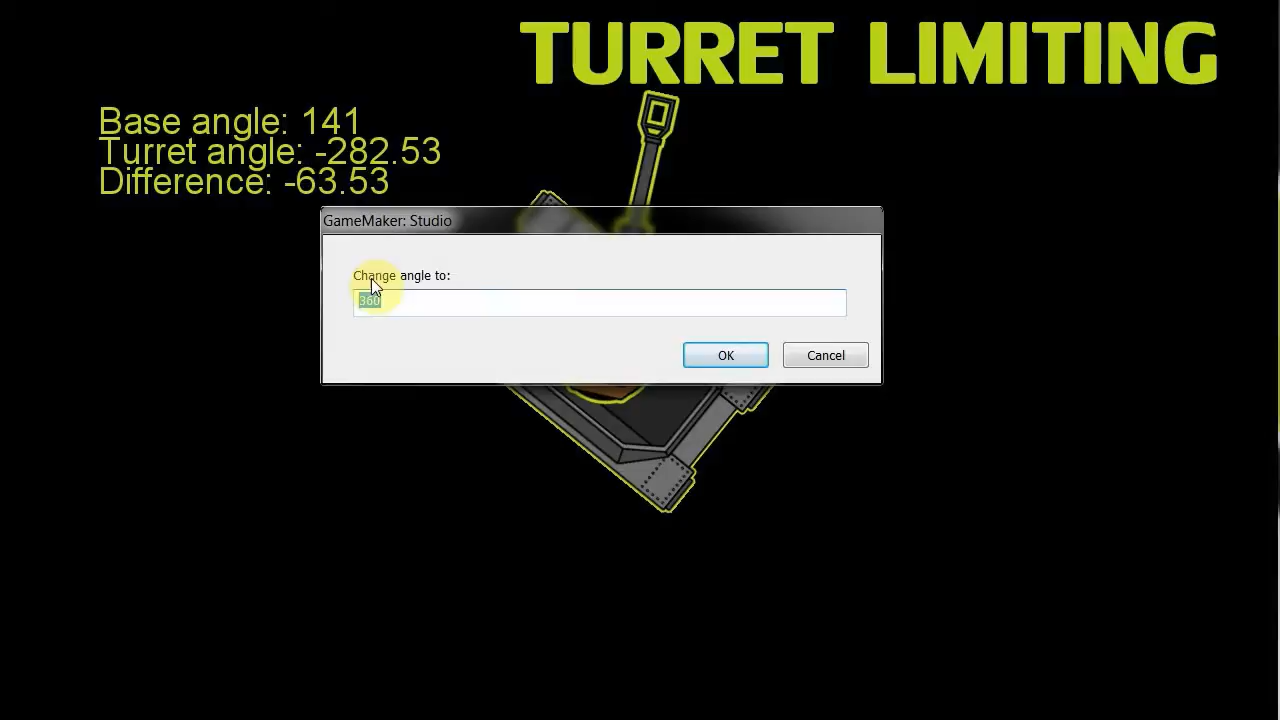 TURRET LIMITING
Base angle: 141
Turret angle: -282.53
Difference: -63.53
GameMaker: Studio
Change angle to:
360
OK
Cancel